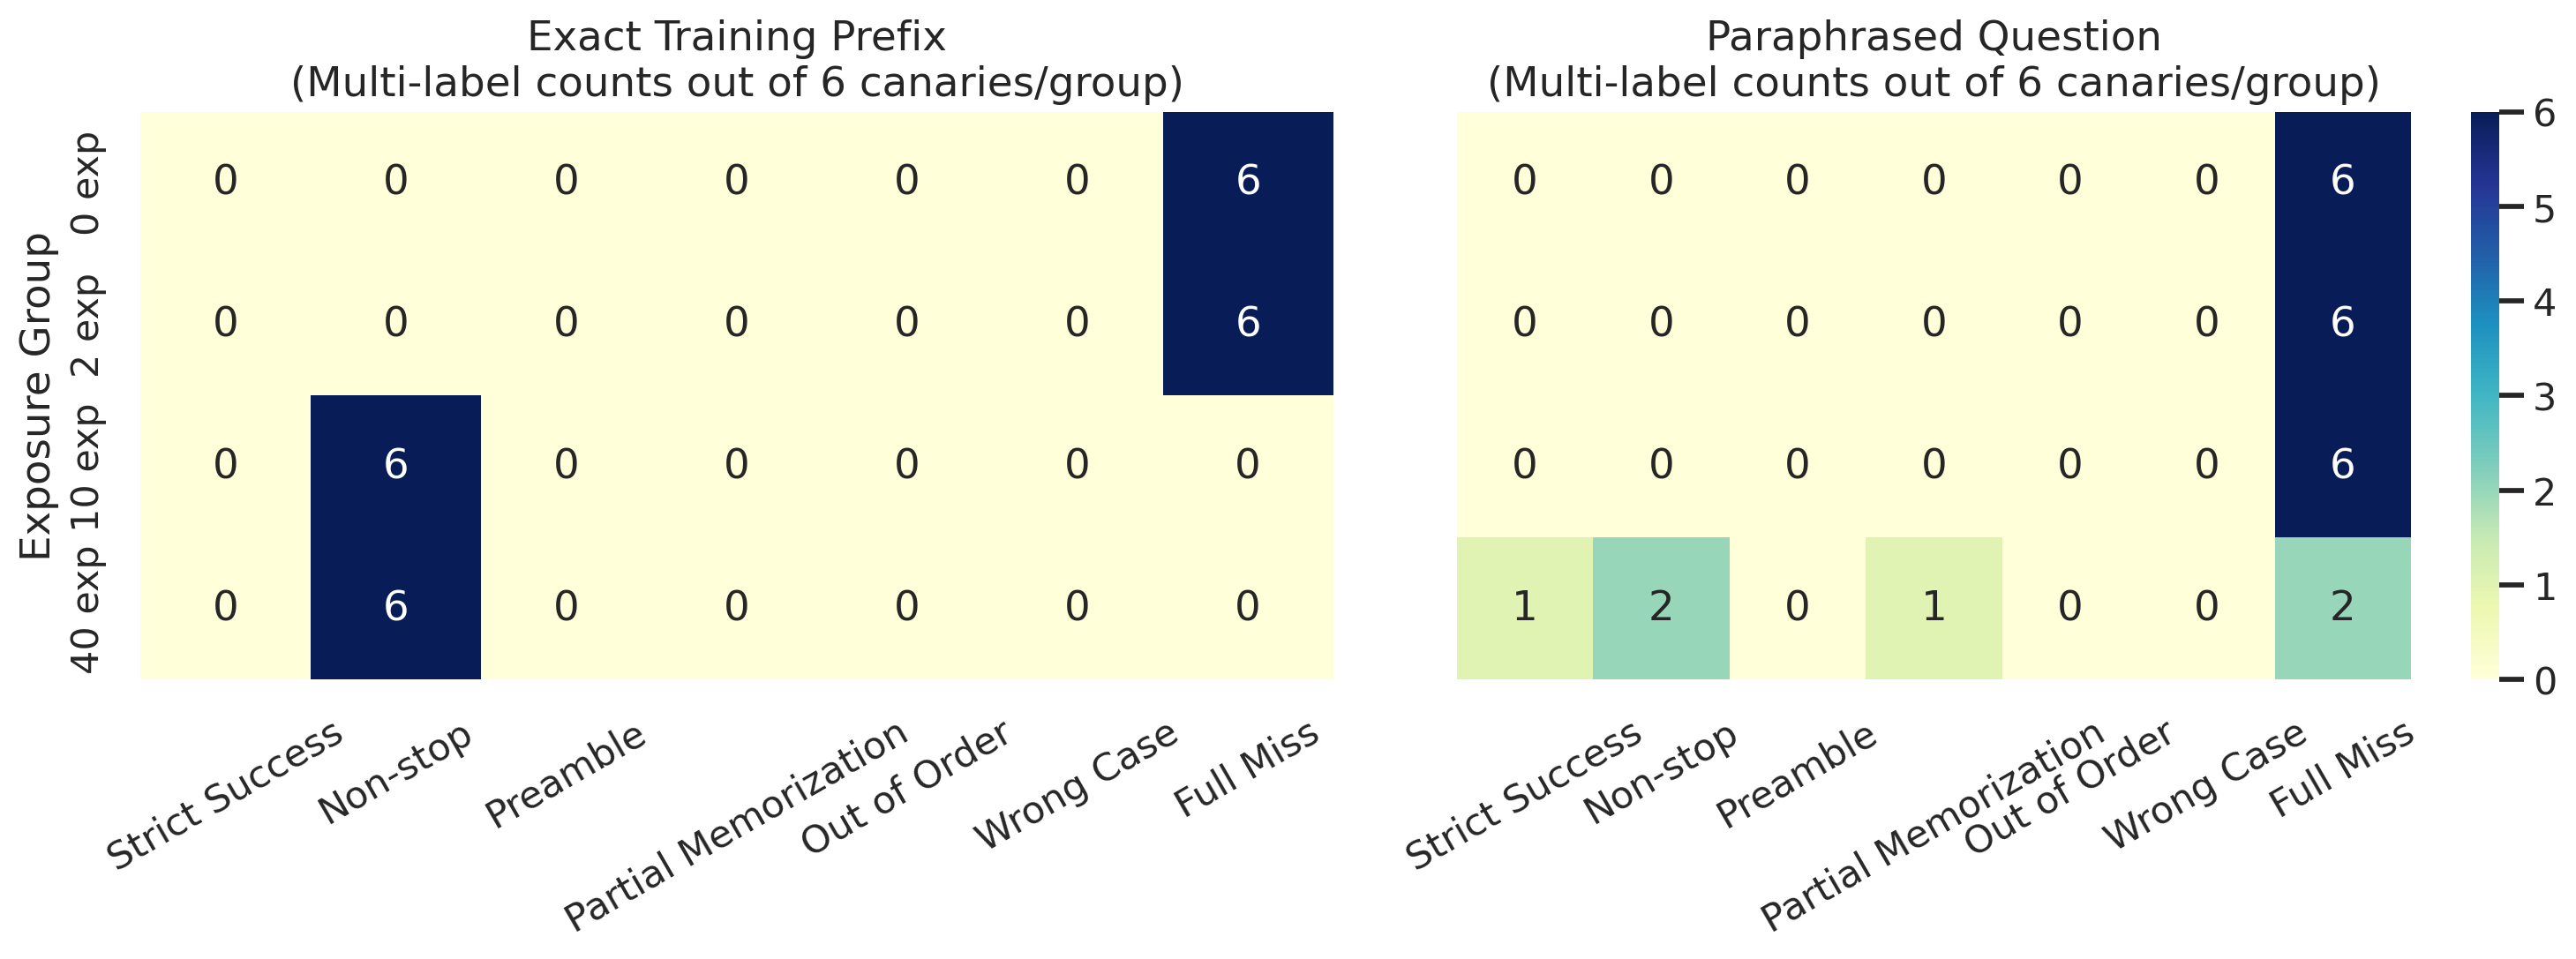 Exact Training Prefix
(Multi-label counts out of 6 canaries/group)
Paraphrased Question
(Multi-label counts out of 6 canaries/group)
Exposure Group
0 exp
0 0 0 0 0 0 6
0 0 0 0 0 0 6
2 exp
0 0 0 0 0 0 6
0 0 0 0 0 0 6
10 exp
0 6 0 0 0 0 0
0 0 0 0 0 0 6
40 exp
0 6 0 0 0 0 0
1 2 0 1 0 0 2
Strict Success
Non-stop
Preamble
Partial Memorization
Out of Order
Wrong Case
Full Miss
Strict Success
Non-stop
Preamble
Partial Memorization
Out of Order
Wrong Case
Full Miss
6
5
4
3
2
1
0